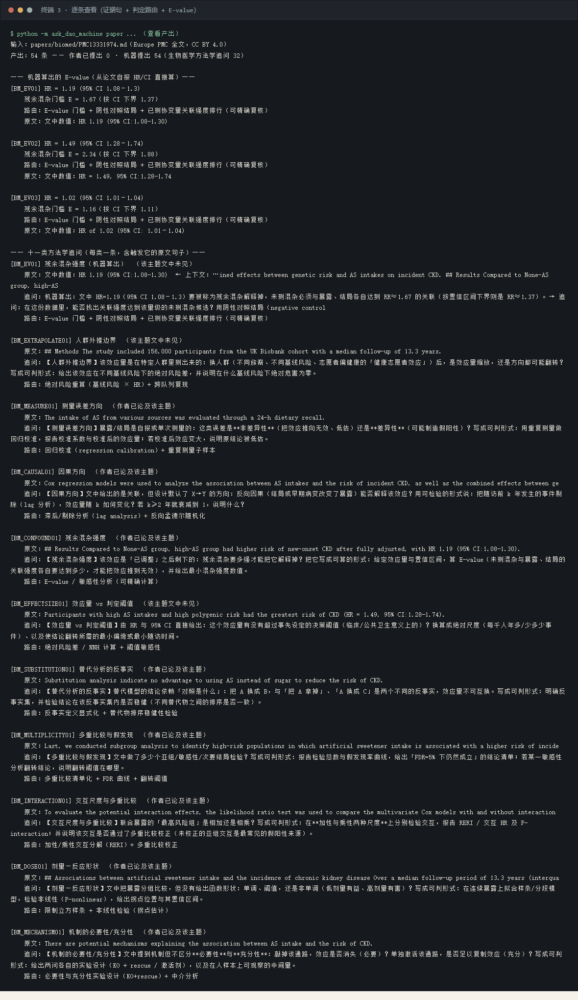 终端 3 · 逐条查看（证据句 + 判定路由 + E-value）
$ python -m ask_dao_machine paper ... （查看产出）
输入：papers/biomed/PMC13331974.md（Europe PMC 全文，CC BY 4.0）
产出：54 条 —— 作者已提出 0 · 机器提出 54（生物医学方法学追问 32）
—— 机器算出的 E-value（从论文自报 HR/CI 直接算）——
[BM_EV01] HR = 1.19 (95% CI 1.08–1.3)
残余混杂门槛 E = 1.67（按 CI 下界 1.37）
路由：E-value 门槛 + 阴性对照结局 + 已测协变量关联强度排行（可精确复核）
原文：文中数值：HR 1.19 (95% CI:1.08–1.30)
[BM_EV02] HR = 1.49 (95% CI 1.28–1.74)
残余混杂门槛 E = 2.34（按 CI 下界 1.88）
路由：E-value 门槛 + 阴性对照结局 + 已测协变量关联强度排行（可精确复核）
原文：文中数值：HR = 1.49, 95% CI:1.28–1.74
[BM_EV03] HR = 1.02 (95% CI 1.01–1.04)
残余混杂门槛 E = 1.16（按 CI 下界 1.11）
路由：E-value 门槛 + 阴性对照结局 + 已测协变量关联强度排行（可精确复核）
原文：文中数值：HR of 1.02 (95% CI: 1.01–1.04)
—— 十一类方法学追问（每类一条，含触发它的原文句子）——
[BM_EV01] 残余混杂强度（机器算出） （该主题文中未见）
原文：文中数值：HR 1.19 (95% CI:1.08–1.30) ← 上下文：…ined effects between genetic risk and AS intakes on incident CKD. ## Results Compared to None-AS
group, high-AS
追问：机器算出：文中 HR=1.19（95% CI 1.08–1.3）要被称为残余混杂解释掉，未测混杂必须与暴露、结局各自达到 RR≈1.67 的关联（按置信区间下界则是 RR≈1.37）。→ 追
问：在这份数据里，能否找出关联强度达到该量级的未测混杂候选？用阴性对照结局（negative control
路由：E-value 门槛 + 阴性对照结局 + 已测协变量关联强度排行（可精确复核）
[BM_EXTRAPOLATE01] 人群外推边界 （该主题文中未见）
原文：## Methods The study included 156,000 participants from the UK Biobank cohort with a median follow-up of 13.3 years.
追问：【人群外推边界】该效应量是在特定人群里测出来的：换人群（不同族裔、不同基线风险、志愿者偏健康的「健康志愿者效应」）后，是效应量缩放，还是方向都可能翻转？
写成可判形式：给出该效应在不同基线风险下的绝对风险差，并说明在什么基线风险下绝对危害为零。
路由：绝对风险重算（基线风险 × HR）+ 跨队列复现
[BM_MEASURE01] 测量误差方向 （作者已论及该主题）
原文：The intake of AS from various sources was evaluated through a 24-h dietary recall.
追问：【测量误差方向】暴露/结局是自报或单次测量的：这类误差是**非差异性**（把效应推向无效、低估）还是**差异性**（可能制造假阳性）？写成可判形式：用重复测量做
回归校准，报告校准系数与校准后的效应量；若校准后效应变大，说明原结论被低估。
路由：回归校准（regression calibration）+ 重复测量子样本
[BM_CAUSAL01] 因果方向 （作者已论及该主题）
原文：Cox regression models were used to analyze the association between AS intakes and the risk of incident CKD, as well as the combined effects between ge
追问：【因果方向】文中给出的是关联，但设计默认了 X→Y 的方向：反向因果（结局或早期病变改变了暴露）能否解释该效应？用可检验的形式说：把随访前 k 年发生的事件剔
除（lag 分析），效应量随 k 如何变化？若 k≥2 年就衰减到 1，说明什么？
路由：滞后/剔除分析（lag analysis）+ 反向孟德尔随机化
[BM_CONFOUND01] 残余混杂强度 （作者已论及该主题）
原文：## Results Compared to None-AS group, high-AS group had higher risk of new-onset CKD after fully adjusted, with HR 1.19 (95% CI:1.08–1.30).
追问：【残余混杂强度】该效应是「已调整」之后剩下的：残余混杂要多强才能把它解释掉？把它写成可算的形式：给定效应量与置信区间，算 E-value（未测混杂与暴露、结局的
关联强度各自要达到多少，才能把效应推到无效），并给出最小混杂强度数值。
路由：E-value / 敏感性分析（可精确计算）
[BM_EFFECTSIZE01] 效应量 vs 判定阈值 （该主题文中未见）
原文：Participants with high AS intakes and high polygenic risk had the greatest risk of CKD (HR = 1.49, 95% CI:1.28–1.74).
追问：【效应量 vs 判定阈值】由 HR 与 95% CI 直接给出：这个效应量有没有超过事先设定的决策阈值（临床/公共卫生意义上的）？换算成绝对尺度（每千人年多/少多少事
件）、以及使结论翻转所需的最小偏倚或最小随访时间。
路由：绝对风险差 / NNH 计算 + 阈值敏感性
[BM_SUBSTITUTION01] 替代分析的反事实 （作者已论及该主题）
原文：Substitution analysis indicate no advantage to using AS instead of sugar to reduce the risk of CKD.
追问：【替代分析的反事实】替代模型的结论依赖「对照是什么」：把 A 换成 B，与「把 A 拿掉」、「A 换成 C」是两个不同的反事实，效应量不可互换。写成可判形式：明确反
事实集，并检验结论在该反事实集内是否稳健（不同替代物之间的排序是否一致）。
路由：反事实定义显式化 + 替代物排序稳健性检验
[BM_MULTIPLICITY01] 多重比较与假发现 （作者已论及该主题）
原文：Last, we conducted subgroup analysis to identify high-risk populations in which artificial sweetener intake is associated with a higher risk of incide
追问：【多重比较与假发现】文中做了多少个亚组/敏感性/次要结局检验？写成可判形式：报告检验总数与假发现率曲线，给出「FDR=5% 下仍然成立」的结论清单；若某一敏感性
分析翻转结论，说明翻转阈值在哪里。
路由：多重比较清单化 + FDR 曲线 + 翻转阈值
[BM_INTERACTION01] 交互尺度与多重比较 （作者已论及该主题）
原文：To evaluate the potential interaction effects, the likelihood ratio test was used to compare the multivariate Cox models with and without interaction
追问：【交互尺度与多重比较】联合暴露的「最高风险组」是相加还是相乘？写成可判形式：在**加性与乘性两种尺度**上分别检验交互，报告 RERI / 交互 HR 及 P-
interaction；并说明该交互是否通过了多重比较校正（未校正的亚组交互是最常见的假阳性来源）。
路由：加性/乘性交互分解（RERI）+ 多重比较校正
[BM_DOSE01] 剂量－反应形状 （作者已论及该主题）
原文：## Associations between artificial sweetener intake and the incidence of chronic kidney disease Over a median follow-up period of 13.3 years (interqua
追问：【剂量－反应形状】文中把暴露分组比较，但没有给出函数形状：单调、阈值，还是非单调（低剂量有益、高剂量有害）？写成可判形式：在连续暴露上拟合样条/分段模
型，检验非线性（P-nonlinear），给出拐点位置与其置信区间。
路由：限制立方样条 + 非线性检验（拐点估计）
[BM_MECHANISM01] 机制的必要性/充分性 （作者已论及该主题）
原文：There are potential mechanisms explaining the association between AS intake and the risk of CKD.
追问：【机制的必要性/充分性】文中提到机制但不区分**必要性**与**充分性**：敲掉该通路，效应是否消失（必要）？单独激活该通路，是否足以复制效应（充分）？写成可判
形式：给出两问各自的实验设计（KO + rescue / 激活剂），以及在人样本上可观察的中间量。
路由：必要性与充分性实验设计（KO+rescue）+ 中介分析